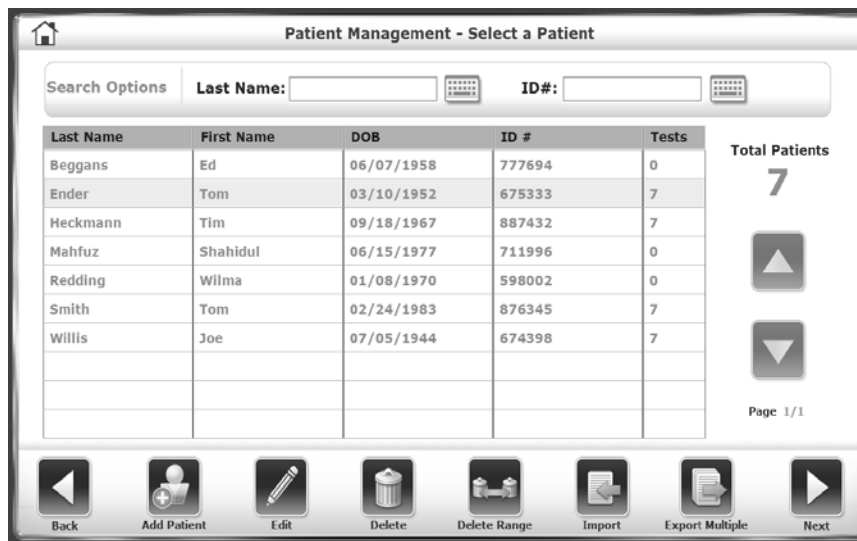 Patient Management - Select a Patient
Search Options Last Name: ID#:
Last Name First Name DOB ID # Tests
Beggans Ed 06/07/1958 777694 0
Ender Tom 03/10/1952 675333 7
Heckmann Tim 09/18/1967 887432 7
Mahfuz Shahidul 06/15/1977 711996 0
Redding Wilma 01/08/1970 598002 0
Smith Tom 02/24/1983 876345 7
Willis Joe 07/05/1944 674398 7
Total Patients
7
Page 1/1
Back Add Patient Edit Delete Delete Range Import Export Multiple Next